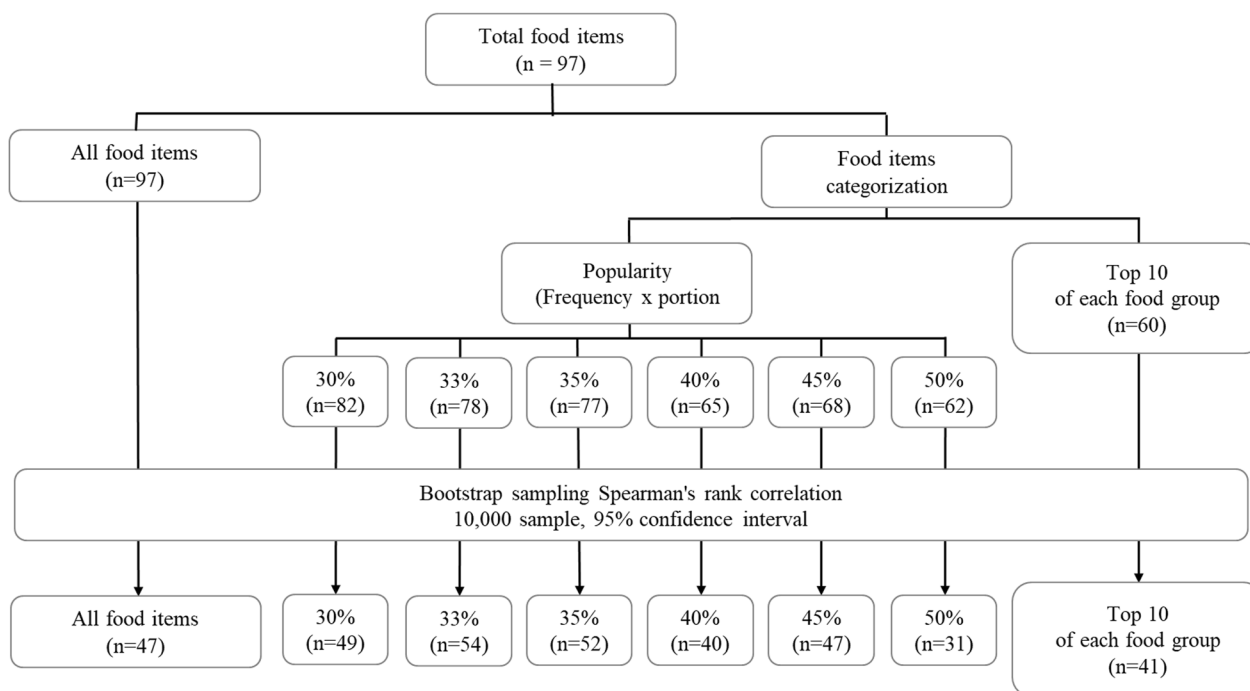 Total food items
(n = 97)
All food items
(n=97)
Food items
categorization
Popularity
(Frequency x portion
Top 10
of each food group
(n=60)
30%
(n=82)
33%
(n=78)
35%
(n=77)
40%
(n=65)
45%
(n=68)
50%
(n=62)
Bootstrap sampling Spearman's rank correlation
10,000 sample, 95% confidence interval
All food items
(n=47)
30%
(n=49)
33%
(n=54)
35%
(n=52)
40%
(n=40)
45%
(n=47)
50%
(n=31)
Top 10
of each food group
(n=41)